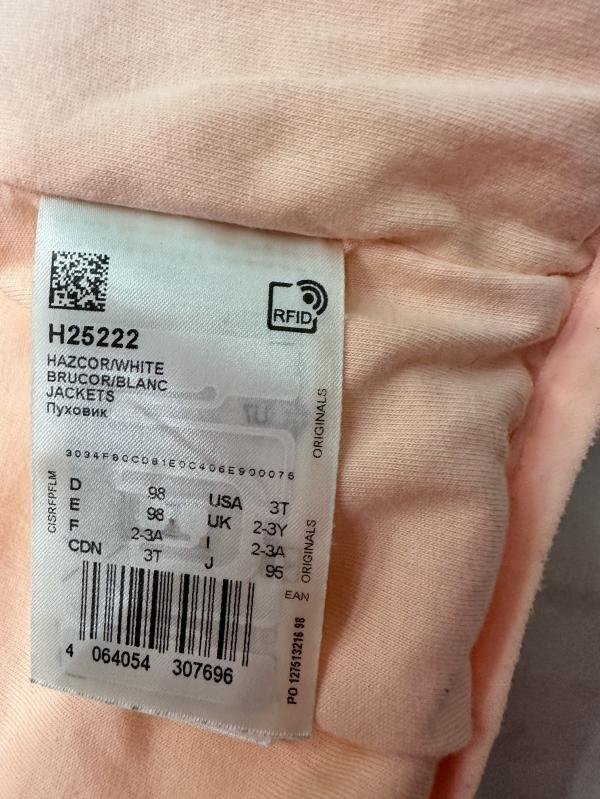 RFID
H25222
HAZCOR/WHITE
BRUCOR/BLANC
JACKETS
Пуховик
ORIGINALS
3034F80CDB1E0C406E900075
CISRFPFLM
D 98 USA 3T
E 98 UK 2-3Y
F 2-3A I 2-3A
CDN 3T J 95
ORIGINALS
EAN
4 064054 307696
PO 127513216 98